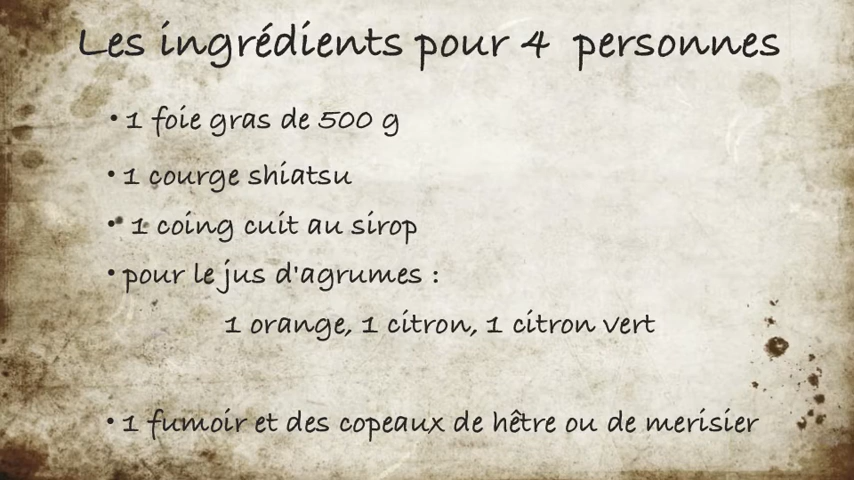 Les ingrédients pour 4 personnes
• 1 foie gras de 500 g
• 1 courge shiatsu
• 1 coing cuit au sirop
• pour le jus d'agrumes :
1 orange, 1 citron, 1 citron vert
• 1 fumoir et des copeaux de hêtre ou de merisier